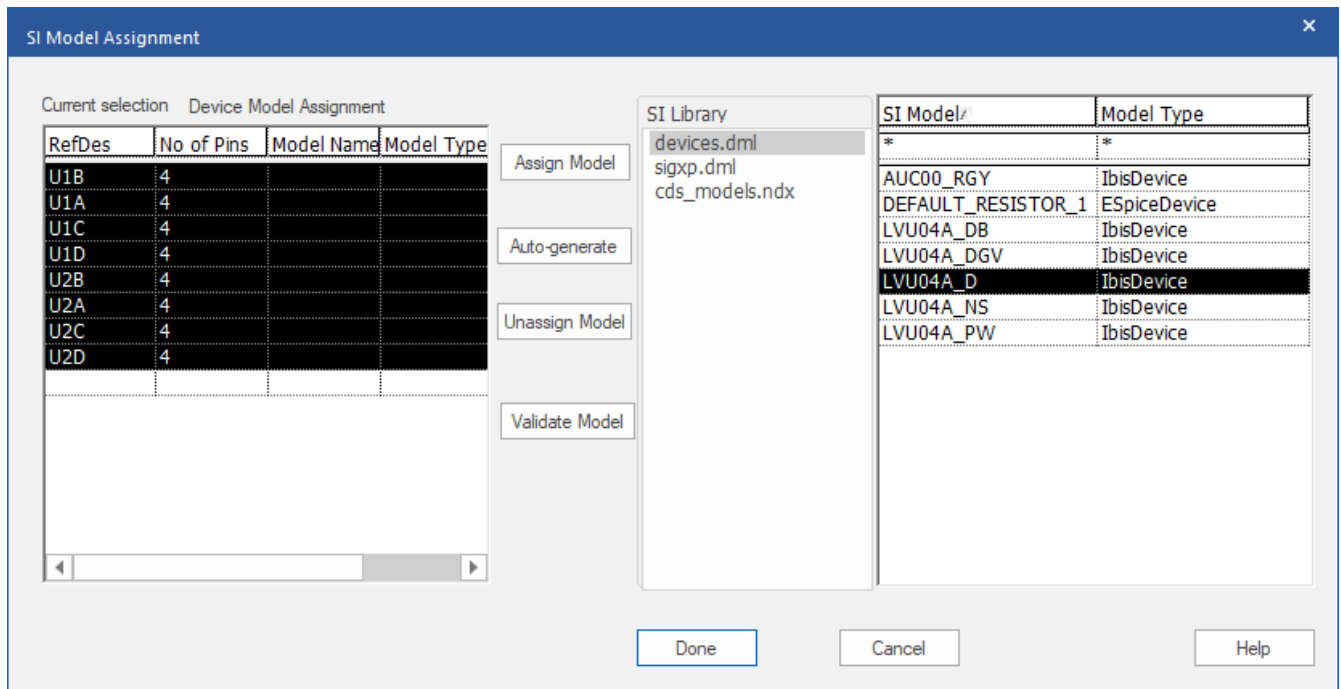 SI Model Assignment ×
Current selection Device Model Assignment
RefDes No of Pins Model Name Model Type
U1B 4
U1A 4
U1C 4
U1D 4
U2B 4
U2A 4
U2C 4
U2D 4
Assign Model
Auto-generate
Unassign Model
Validate Model
SI Library
devices.dml
sigxp.dml
cds_models.ndx
SI Model Model Type
* *
AUC00_RGY IbisDevice
DEFAULT_RESISTOR_1 ESpiceDevice
LVU04A_DB IbisDevice
LVU04A_DGV IbisDevice
LVU04A_D IbisDevice
LVU04A_NS IbisDevice
LVU04A_PW IbisDevice
Done Cancel Help